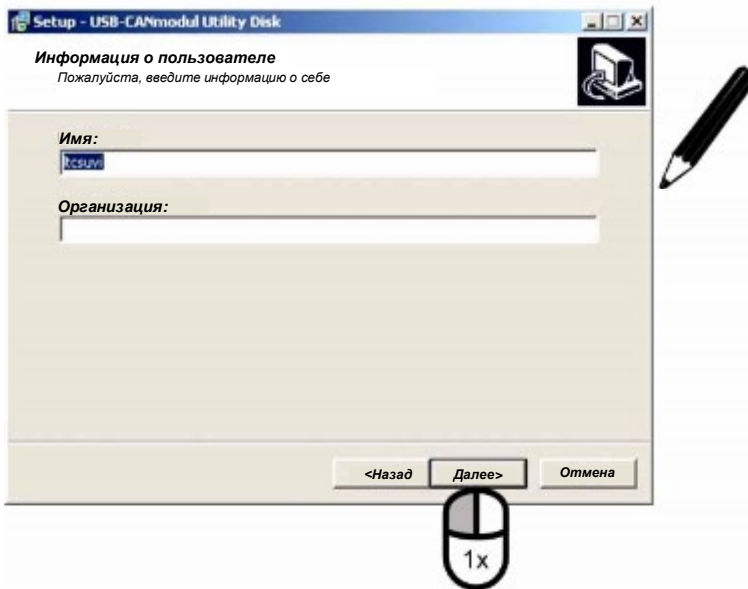 Setup - USB-CANmodul Utility Disk
Информация о пользователе
Пожалуйста, введите информацию о себе
Имя:
tcsuvi
Организация:
<Назад Далее> Отмена
1x